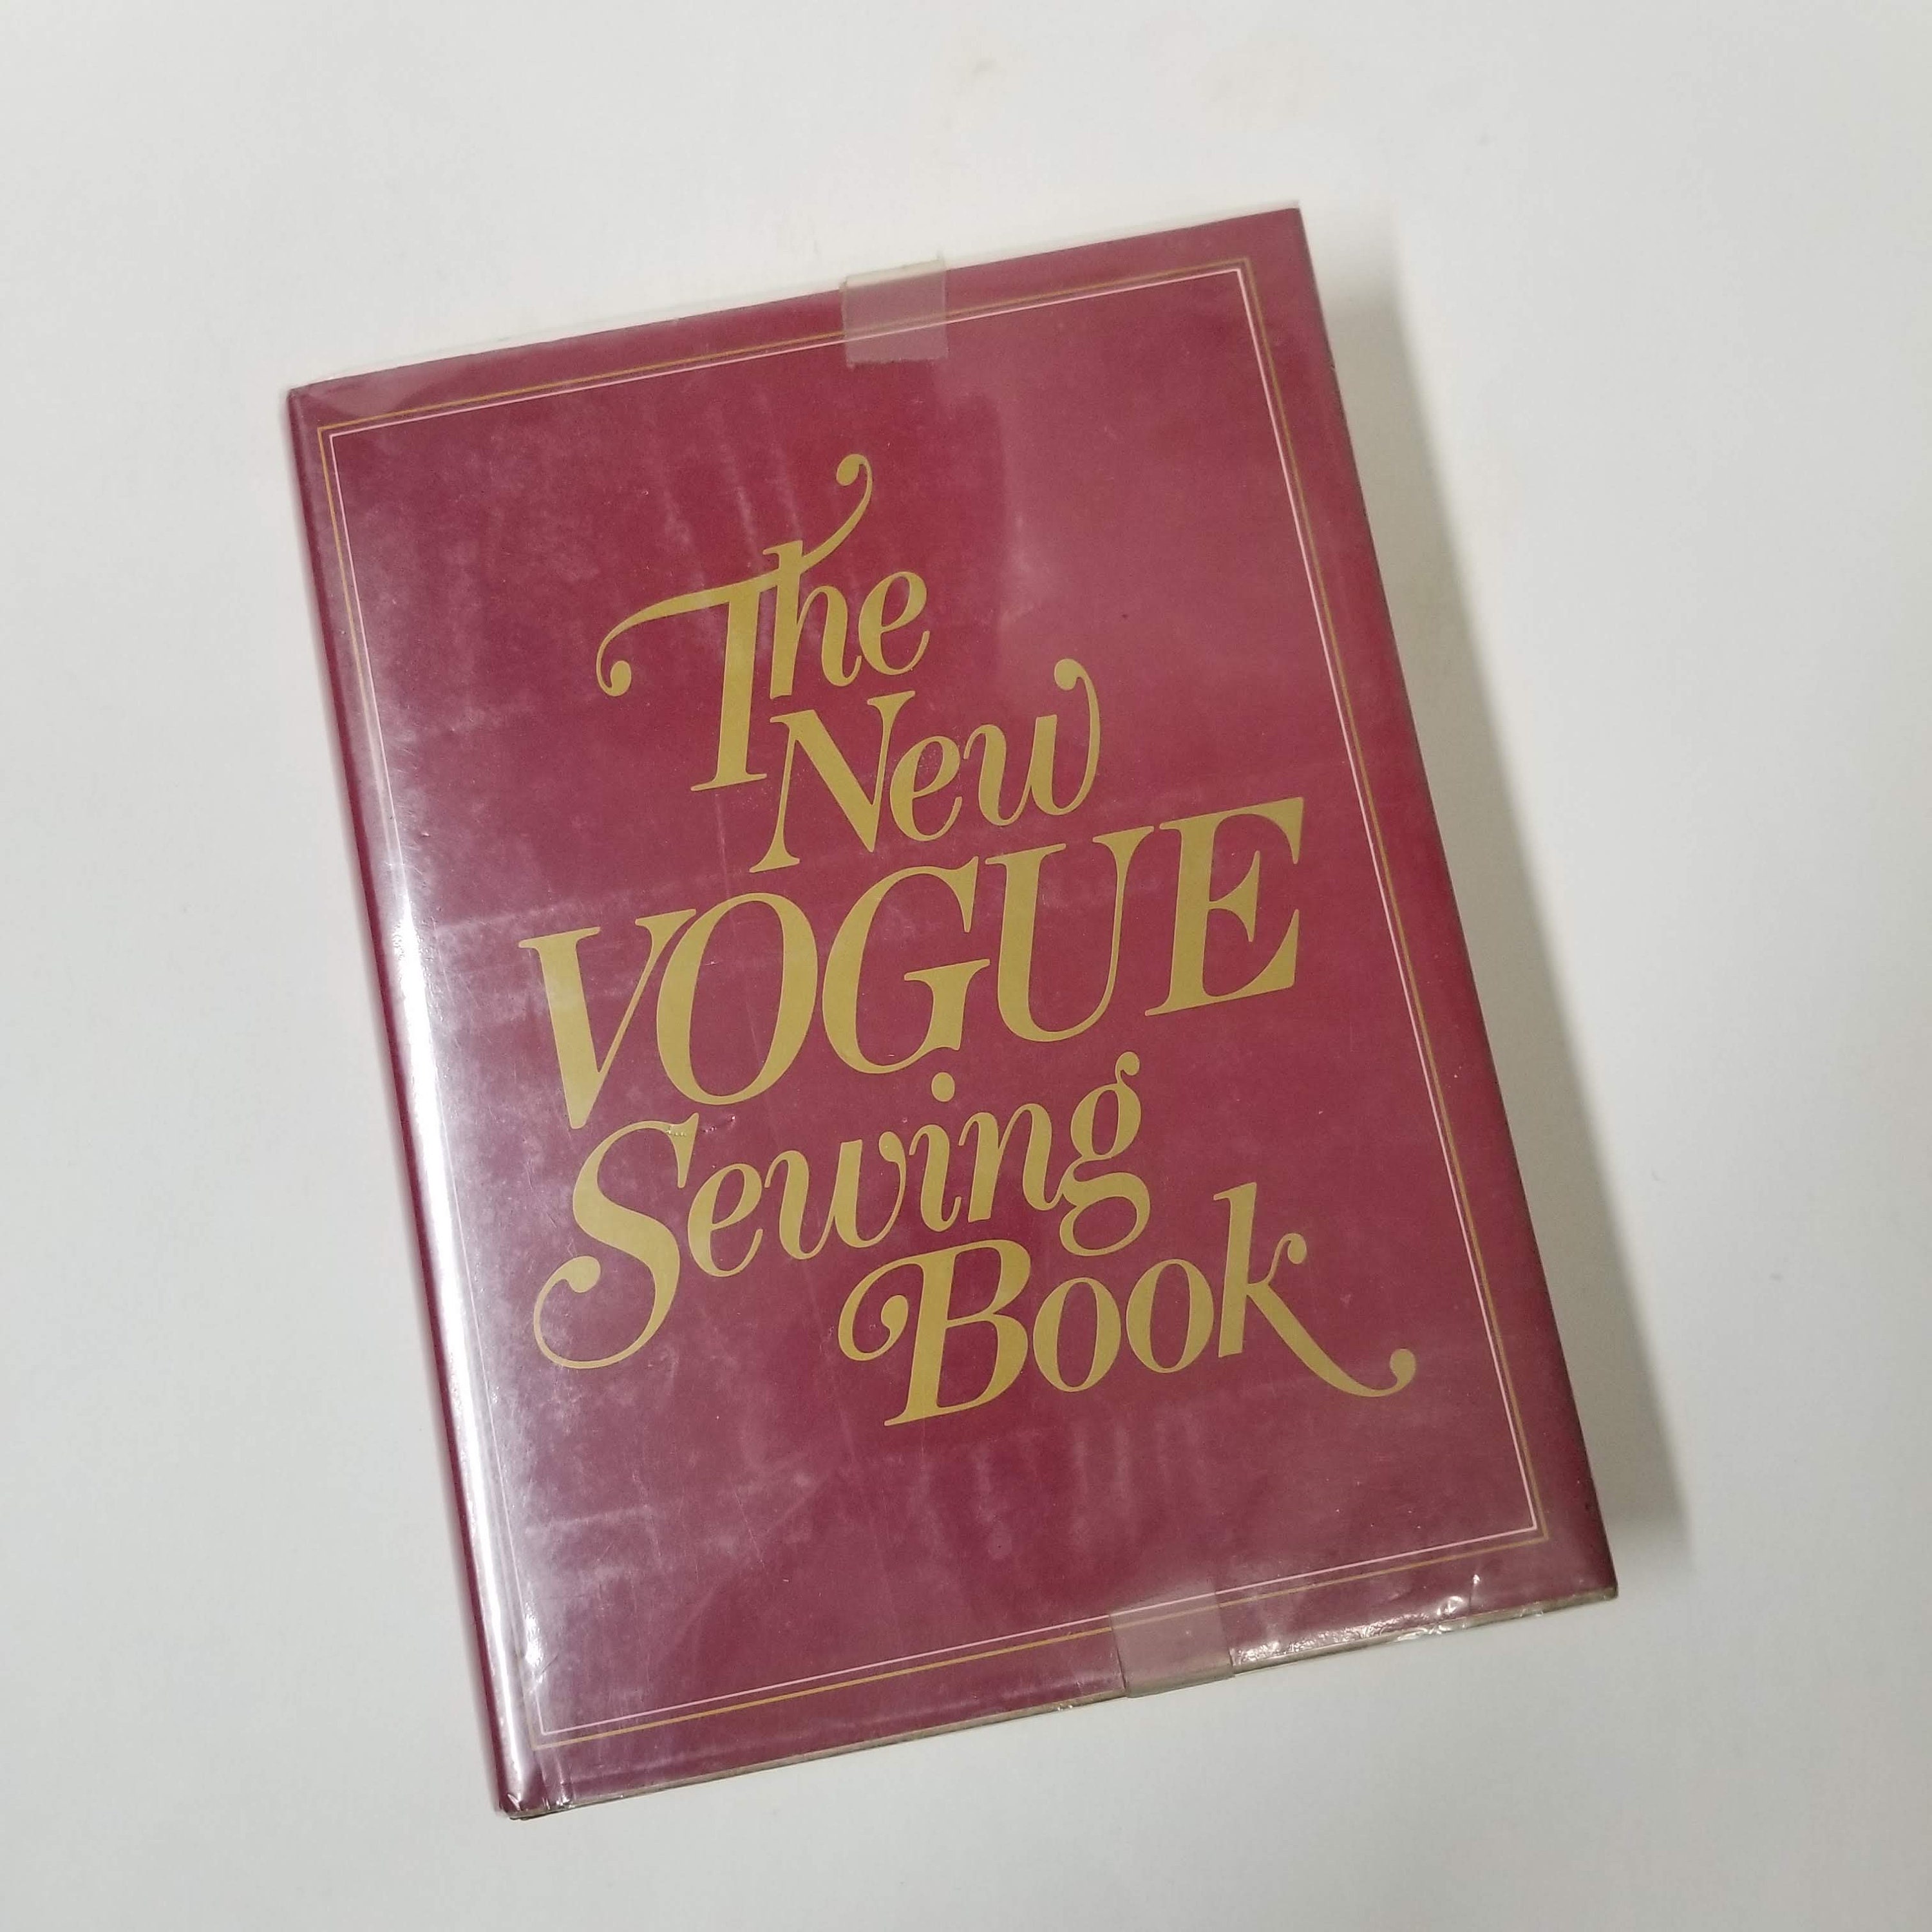 The
New
VOGUE
Sewing
Book